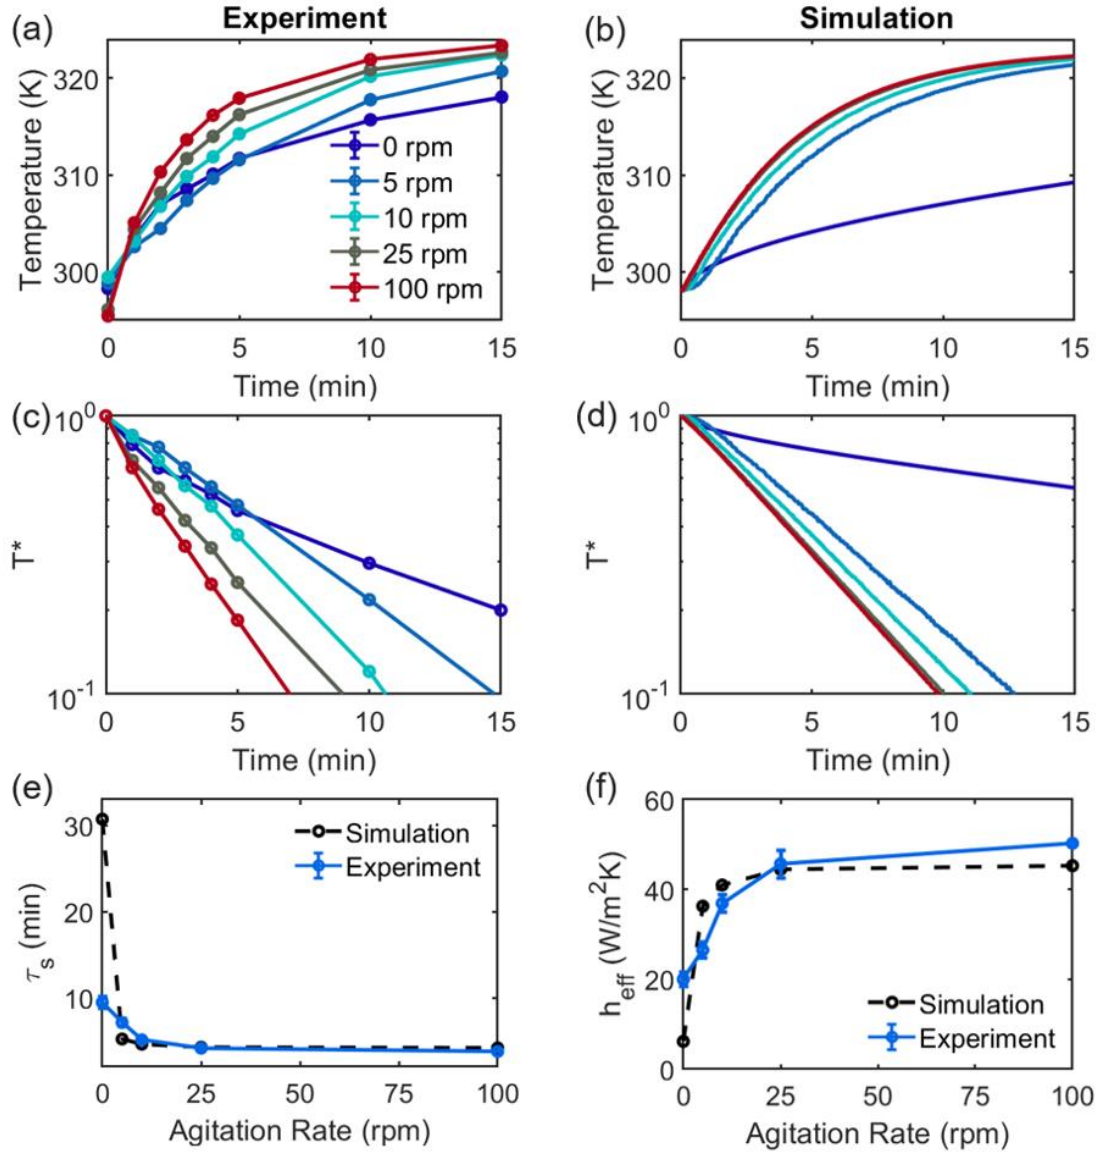 Experiment
Simulation
(a)
Temperature (K)
320
310
300
0 rpm
5 rpm
10 rpm
25 rpm
100 rpm
0 5 10 15
Time (min)
(b)
Temperature (K)
320
310
300
0 5 10 15
Time (min)
(c)
T*
10^0
10^-1
0 5 10 15
Time (min)
(d)
T*
10^0
10^-1
0 5 10 15
Time (min)
(e)
τ_s (min)
30
20
10
Simulation
Experiment
0 25 50 75 100
Agitation Rate (rpm)
(f)
h_eff (W/m^2K)
60
40
20
0
Simulation
Experiment
0 25 50 75 100
Agitation Rate (rpm)